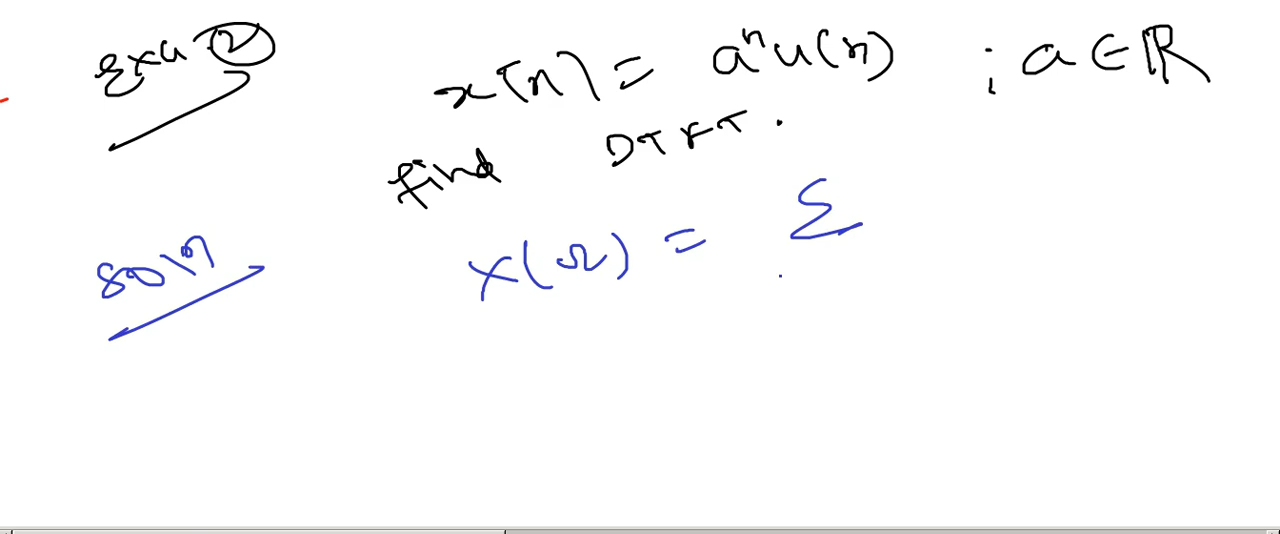 Exa ②
x[n] = aⁿu(n) ; a ∈ ℝ
find DTFT.
soln
X(Ω) = Σ